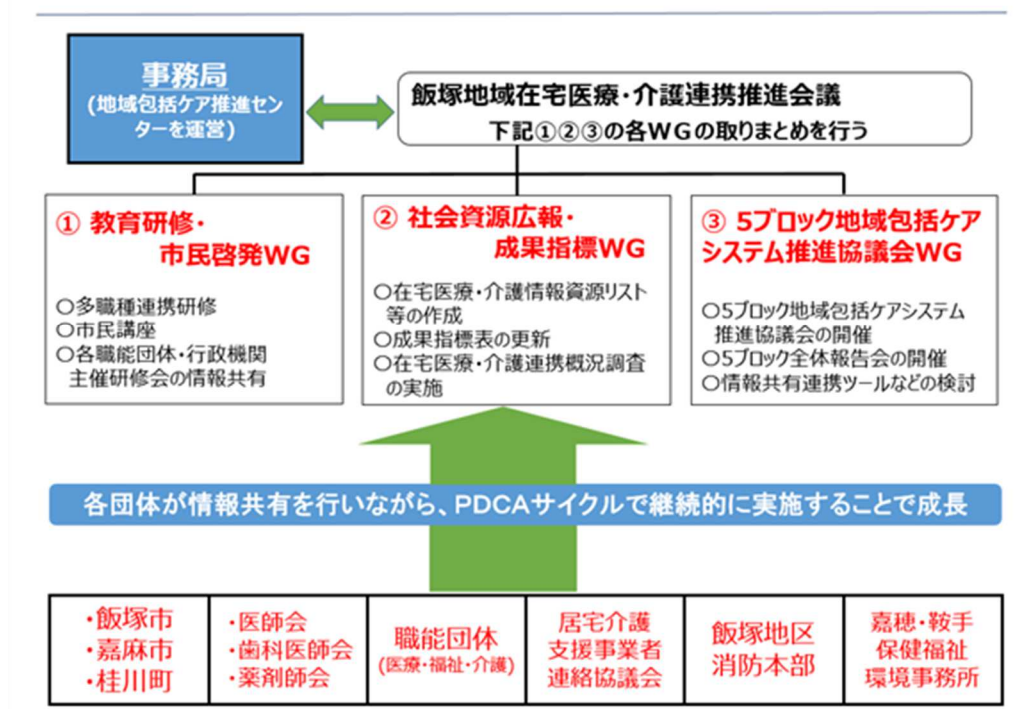 事務局
(地域包括ケア推進セン
ターを運営)
飯塚地域在宅医療・介護連携推進会議
下記①②③の各WGの取りまとめを行う
① 教育研修・
市民啓発WG
○多職種連携研修
○市民講座
○各職能団体・行政機関
主催研修会の情報共有
② 社会資源広報・
成果指標WG
○在宅医療・介護情報資源リスト
等の作成
○成果指標表の更新
○在宅医療・介護連携概況調査
の実施
③ 5ブロック地域包括ケア
システム推進協議会WG
○5ブロック地域包括ケアシステム
推進協議会の開催
○5ブロック全体報告会の開催
○情報共有連携ツールなどの検討
各団体が情報共有を行いながら、PDCAサイクルで継続的に実施することで成長
・飯塚市
・嘉麻市
・桂川町
・医師会
・歯科医師会
・薬剤師会
職能団体
(医療・福祉・介護)
居宅介護
支援事業者
連絡協議会
飯塚地区
消防本部
嘉穂・鞍手
保健福祉
環境事務所